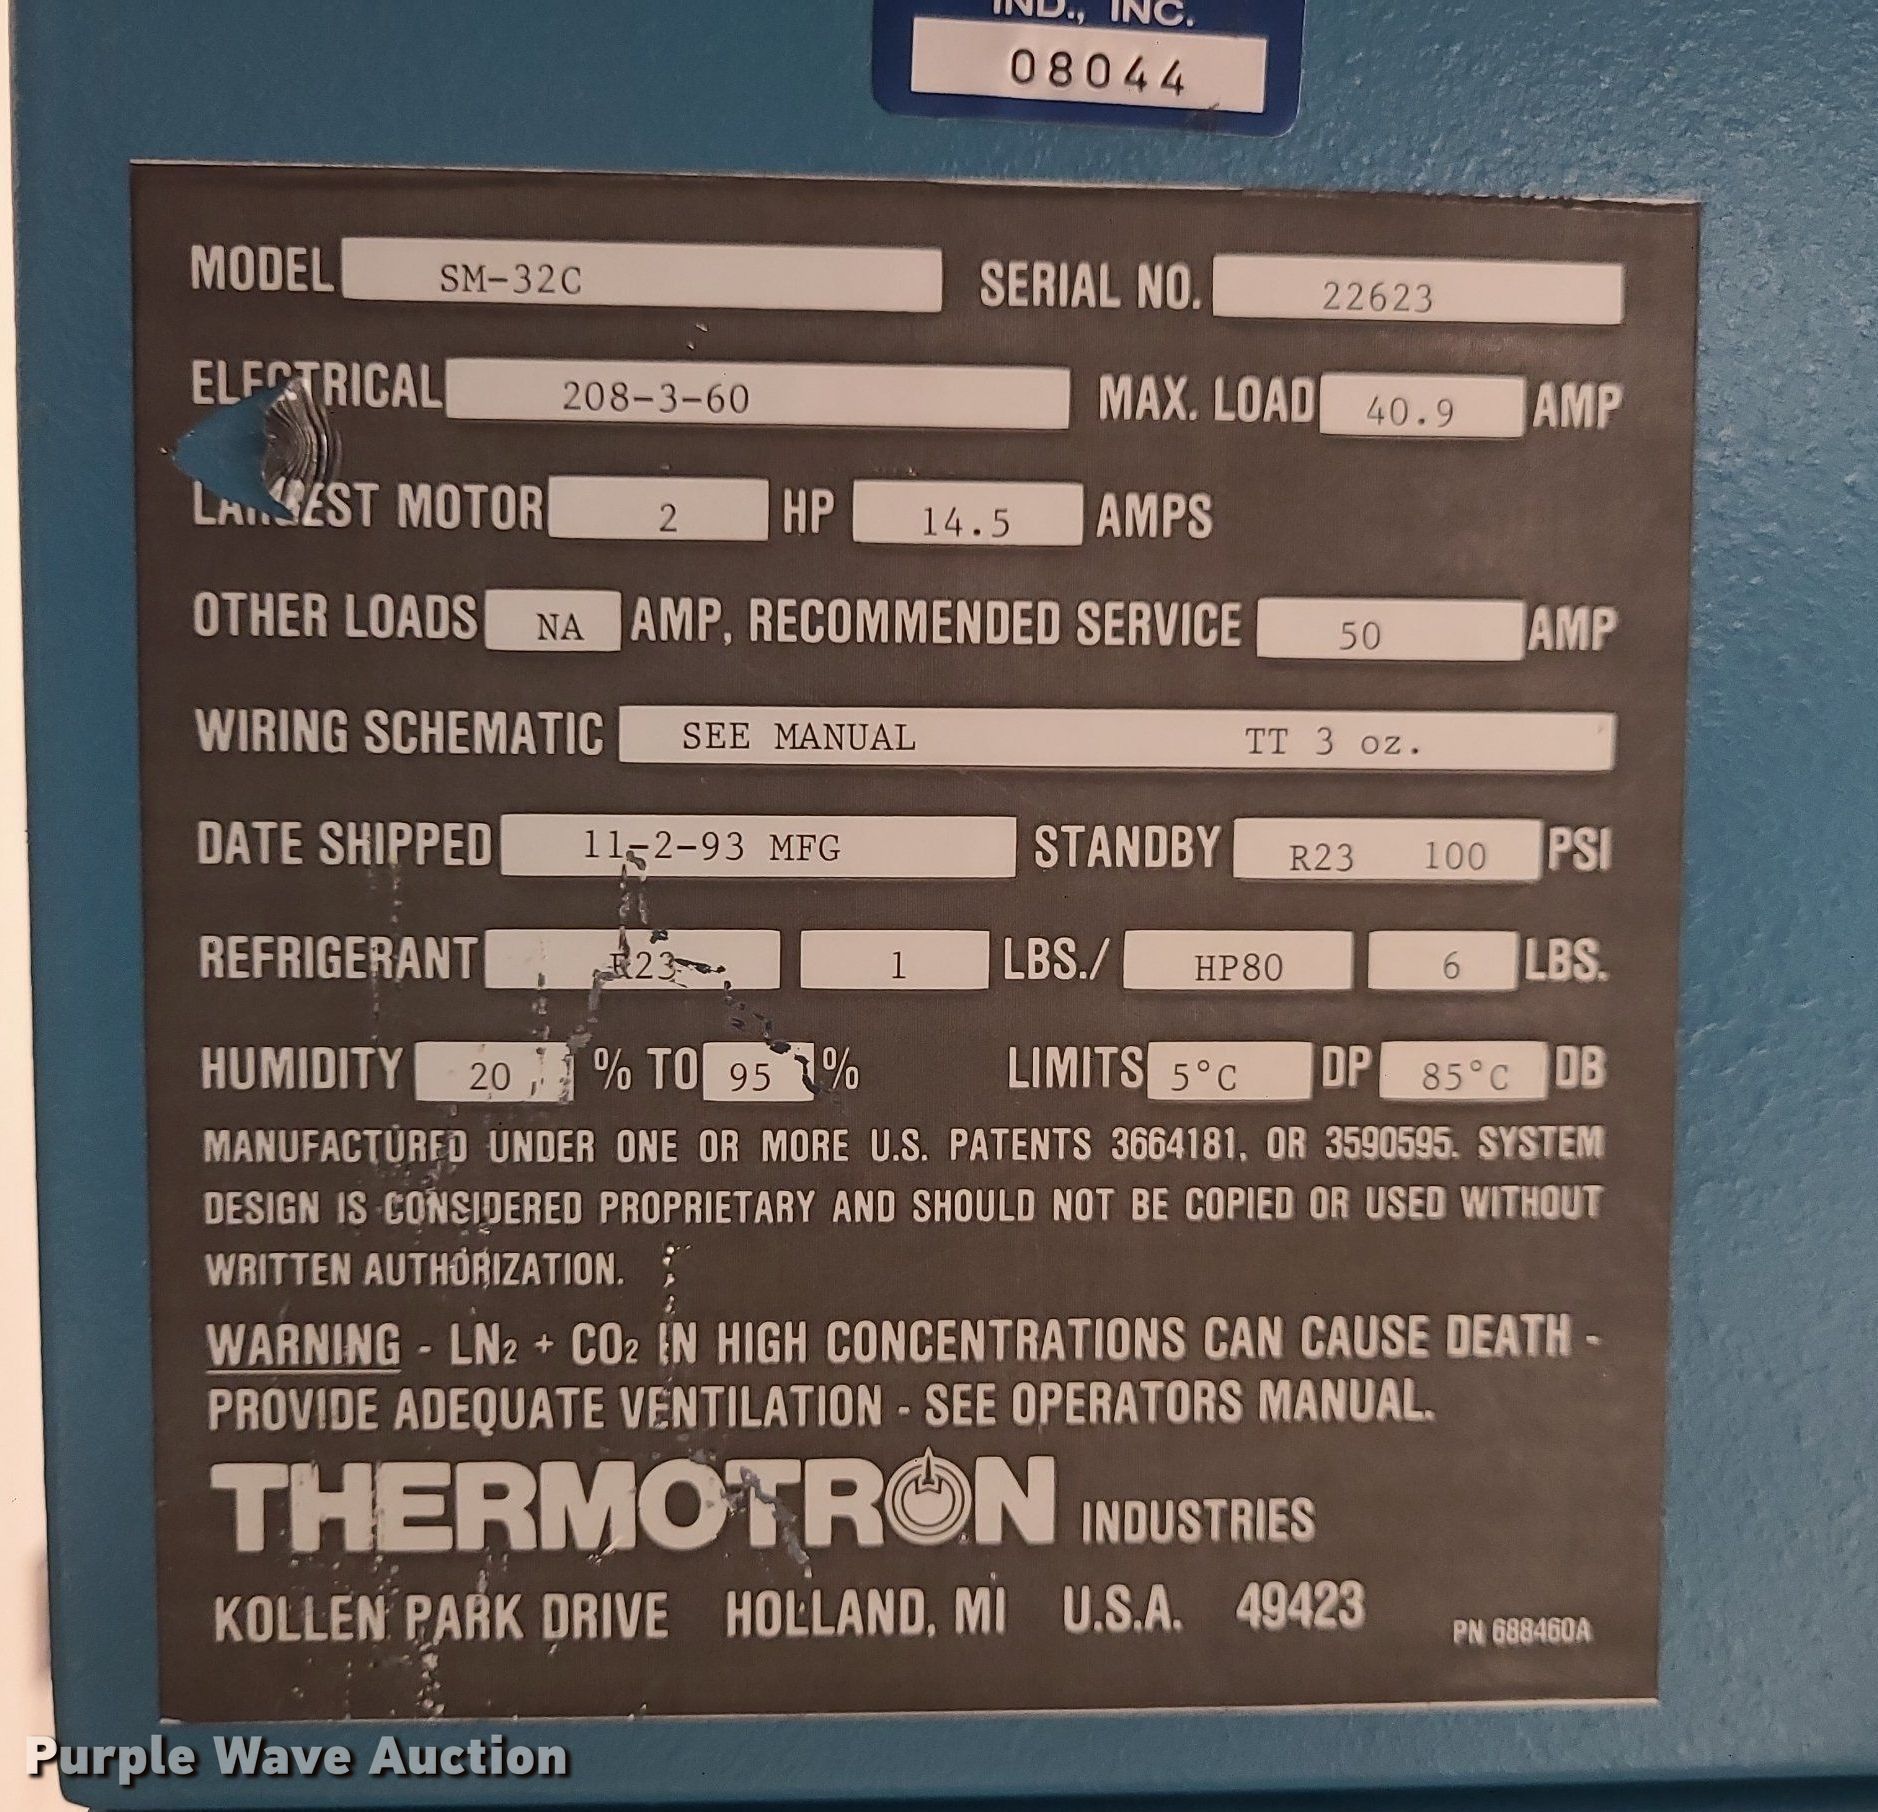 IND., INC.
08044
MODEL SM-32C SERIAL NO. 22623
ELECTRICAL 208-3-60 MAX. LOAD 40.9 AMP
LARGEST MOTOR 2 HP 14.5 AMPS
OTHER LOADS NA AMP, RECOMMENDED SERVICE 50 AMP
WIRING SCHEMATIC SEE MANUAL TT 3 oz.
DATE SHIPPED 11-2-93 MFG STANDBY R23 100 PSI
REFRIGERANT R23 1 LBS./ HP80 6 LBS.
HUMIDITY 20 % TO 95 % LIMITS 5°C DP 85°C DB
MANUFACTURED UNDER ONE OR MORE U.S. PATENTS 3664181, OR 3590595. SYSTEM
DESIGN IS CONSIDERED PROPRIETARY AND SHOULD NOT BE COPIED OR USED WITHOUT
WRITTEN AUTHORIZATION.
WARNING - LN2 + CO2 IN HIGH CONCENTRATIONS CAN CAUSE DEATH -
PROVIDE ADEQUATE VENTILATION - SEE OPERATORS MANUAL.
THERMOTRON INDUSTRIES
KOLLEN PARK DRIVE HOLLAND, MI U.S.A. 49423 PN 688460A
Purple Wave Auction